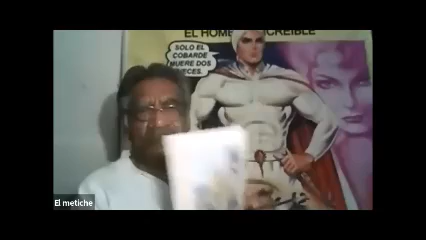 EL HOMBRE INCREIBLE
SOLO EL
COBARDE
MUERE DOS
VECES.
El metiche